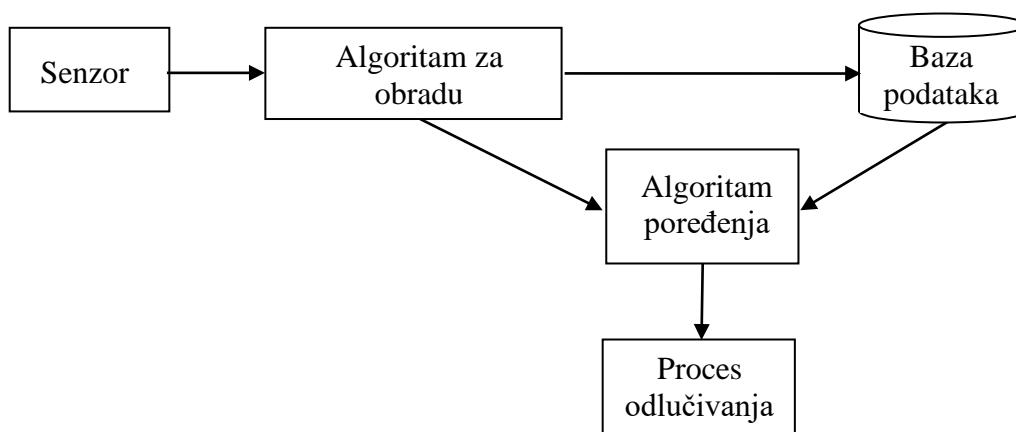 Senzor
Algoritam za
obradu
Baza
podataka
Algoritam
poređenja
Proces
odlučivanja